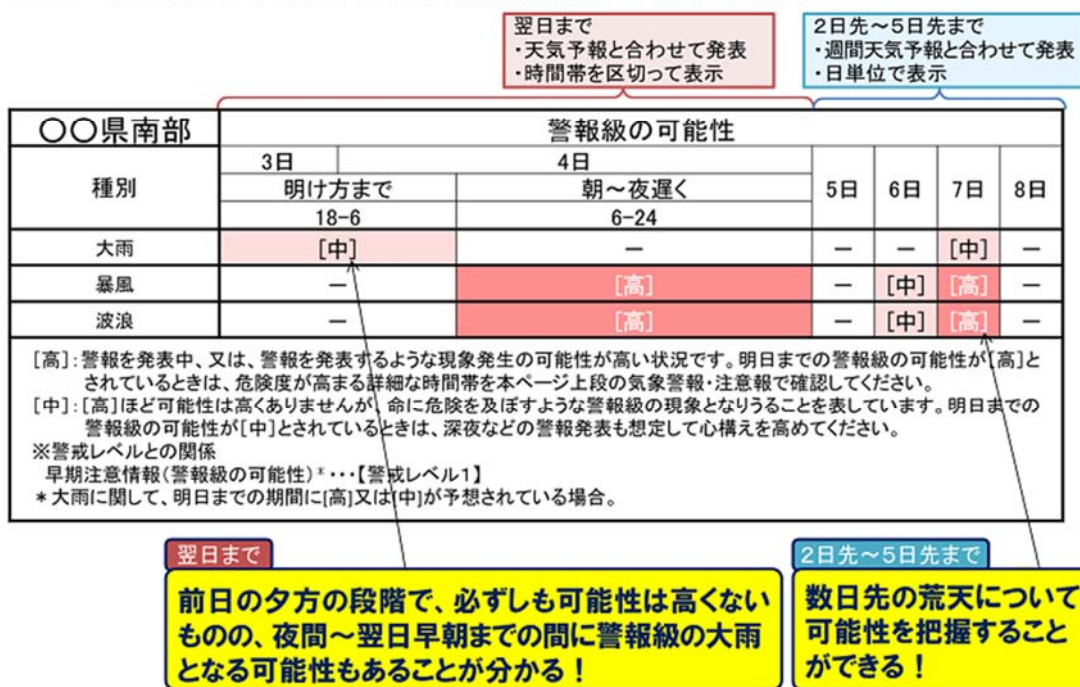 翌日まで
・天気予報と合わせて発表
・時間帯を区切って表示
2日先～5日先まで
・週間天気予報と合わせて発表
・日単位で表示
〇〇県南部
警報級の可能性
種別
3日
4日
明け方まで
朝～夜遅く
18-6
6-24
5日
6日
7日
8日
大雨
[中]
－
－
－
[中]
－
暴風
－
[高]
－
[中]
[高]
－
波浪
－
[高]
－
[中]
[高]
－
[高]:警報を発表中、又は、警報を発表するような現象発生の可能性が高い状況です。明日までの警報級の可能性が[高]と
されているときは、危険度が高まる詳細な時間帯を本ページ上段の気象警報・注意報で確認してください。
[中]:[高]ほど可能性は高くありませんが、命に危険を及ぼすような警報級の現象となりうることを表しています。明日までの
警報級の可能性が[中]とされているときは、深夜などの警報発表も想定して心構えを高めてください。
※警戒レベルとの関係
早期注意情報(警報級の可能性)*・・・【警戒レベル1】
*大雨に関して、明日までの期間に[高]又は[中]が予想されている場合。
翌日まで
前日の夕方の段階で、必ずしも可能性は高くない
ものの、夜間～翌日早朝までの間に警報級の大雨
となる可能性もあることが分かる！
2日先～5日先まで
数日先の荒天について
可能性を把握すること
ができる！